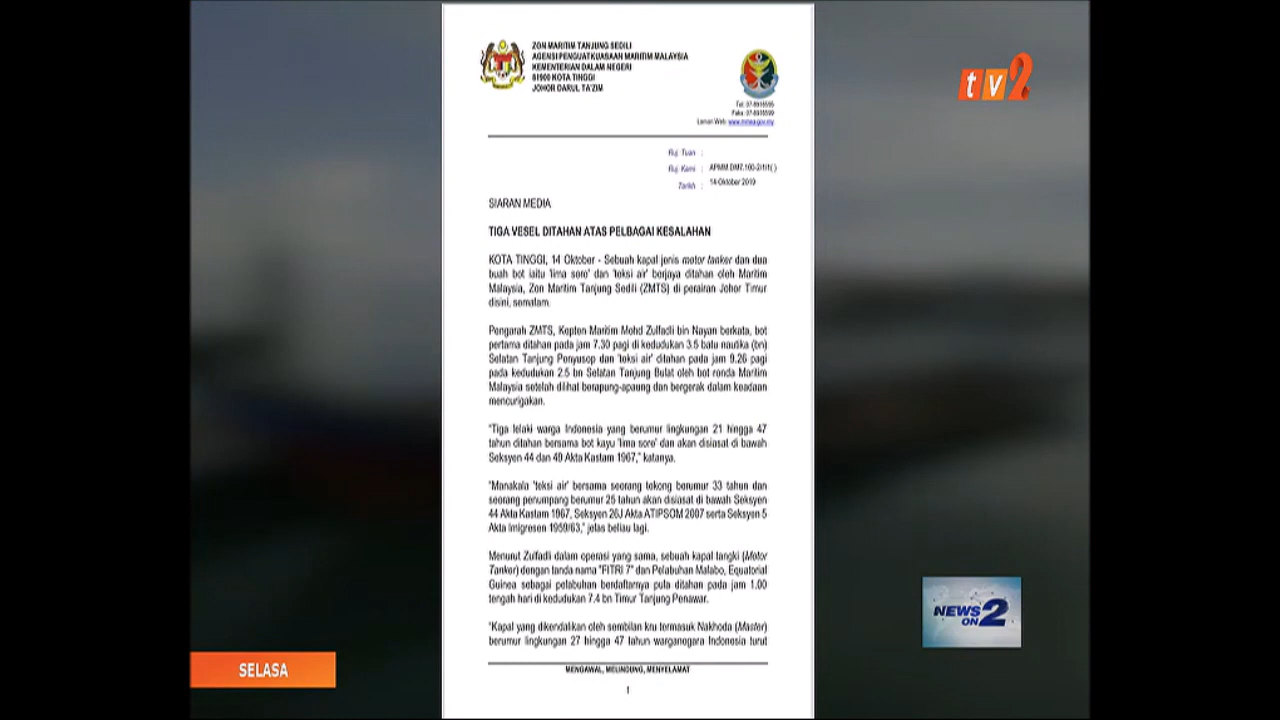 ZON MARITIM TANJUNG SEDILI
AGENSI PENGUATKUASAAN MARITIM MALAYSIA
KEMENTERIAN DALAM NEGERI
81900 KOTA TINGGI
JOHOR DARUL TA'ZIM
tv2
Laman Web: www.mmea.gov.my
Ruj. Tuan :
Ruj. Kami :
Tarikh : 14 Oktober 2019
SIARAN MEDIA
TIGA VESEL DITAHAN ATAS PELBAGAI KESALAHAN
KOTA TINGGI, 14 Oktober - Sebuah kapal jenis motor tanker dan dua
buah bot iaitu 'lima sore' dan 'teksi air' berjaya ditahan oleh Maritim
Malaysia, Zon Maritim Tanjung Sedili (ZMTS) di perairan Johor Timur
disini, semalam.
Pengarah ZMTS, Kapten Maritim Mohd Zulfadli bin Nayan berkata, bot
pertama ditahan pada jam 7.30 pagi di kedudukan 3.5 batu nautika (bn)
Selatan Tanjung Penyusop dan 'teksi air' ditahan pada jam 9.26 pagi
pada kedudukan 2.5 bn Selatan Tanjung Bulat oleh bot ronda Maritim
Malaysia setelah dilihat berapung-apaung dan bergerak dalam keadaan
mencurigakan.
"Tiga lelaki warga Indonesia yang berumur lingkungan 21 hingga 47
tahun ditahan bersama bot kayu 'lima sore' dan akan disiasat di bawah
Seksyen 44 dan 49 Akta Kastam 1967," katanya.
"Manakala 'teksi air' bersama seorang tekong berumur 33 tahun dan
seorang penumpang berumur 25 tahun akan disiasat di bawah Seksyen
44 Akta Kastam 1967, Seksyen 26J Akta ATIPSOM 2007 serta Seksyen 5
Akta Imigresen 1959/63," jelas beliau lagi.
Menurut Zulfadli dalam operasi yang sama, sebuah kapal tangki (Motor
Tanker) dengan tanda nama "FITRI 7" dan Pelabuhan Malabo, Equatorial
Guinea sebagai pelabuhan berdaftarnya pula ditahan pada jam 1.00
tengah hari di kedudukan 7.4 bn Timur Tanjung Penawar.
"Kapal yang dikendalikan oleh sembilan kru termasuk Nakhoda (Master)
berumur lingkungan 27 hingga 47 tahun warganegara Indonesia turut
MENGAWAL, MELINDUNG, MENYELAMAT
1
NEWS
ON 2
SELASA